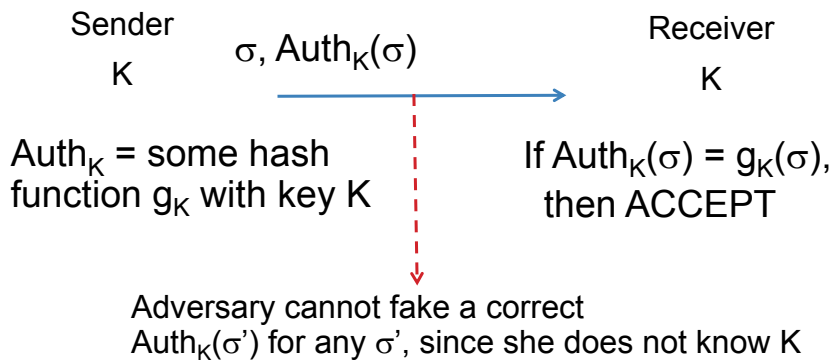 Sender
K
σ, Auth_K(σ)
Receiver
K
Auth_K = some hash
function g_K with key K
If Auth_K(σ) = g_K(σ),
then ACCEPT
Adversary cannot fake a correct
Auth_K(σ’) for any σ’, since she does not know K